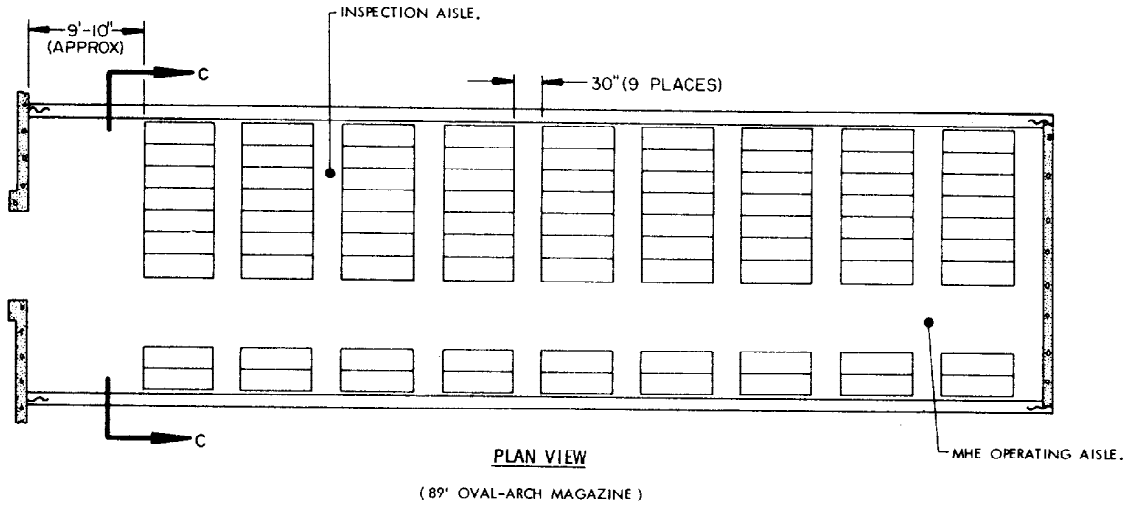 INSPECTION AISLE.
9'-10"
(APPROX)
C
30" (9 PLACES)
C
MHE OPERATING AISLE.
PLAN VIEW
( 89' OVAL-ARCH MAGAZINE )